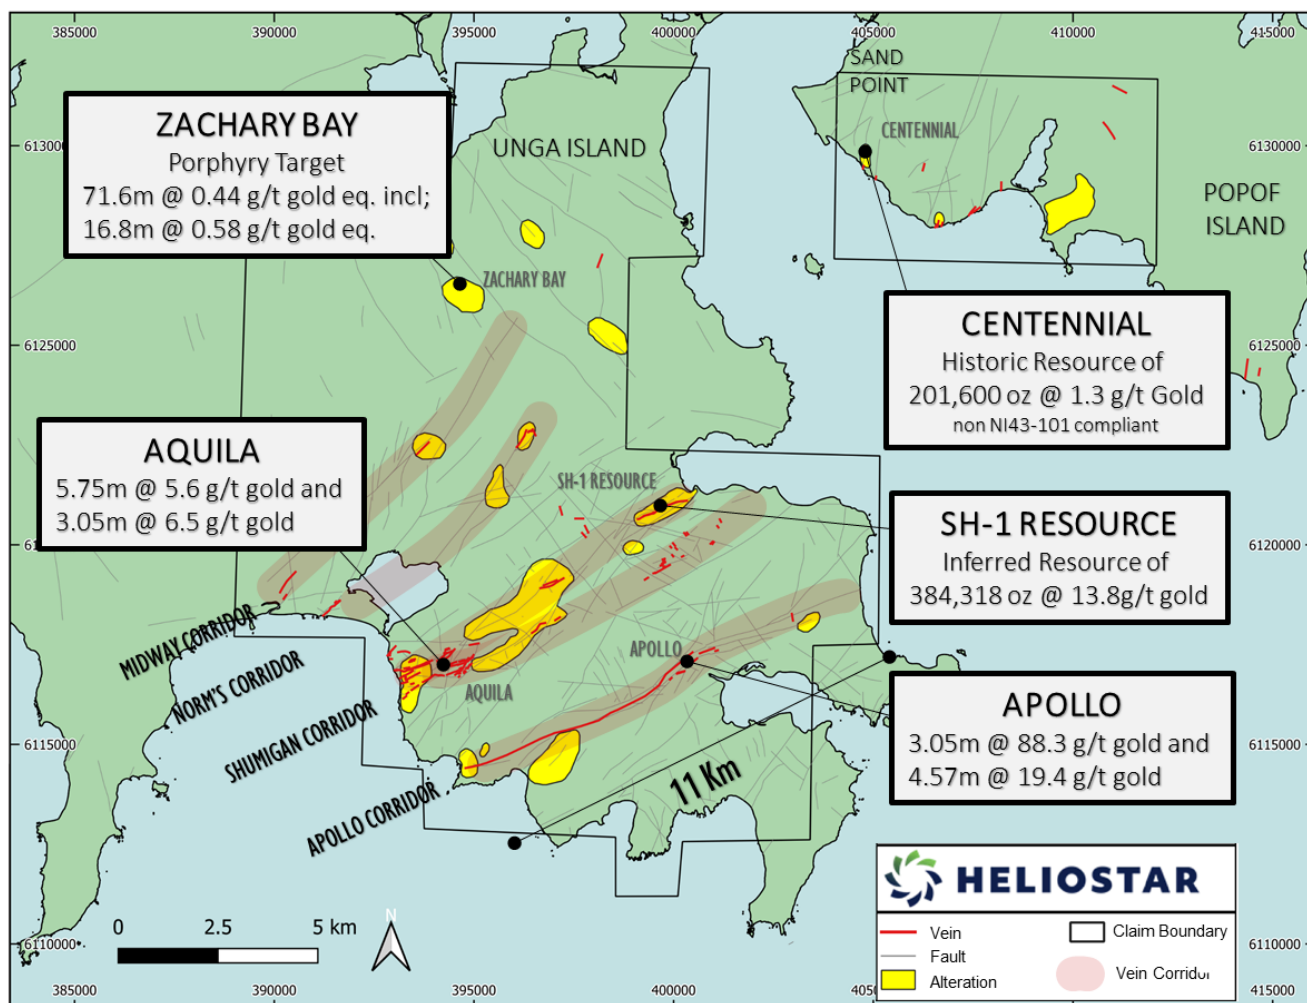 385000
390000
395000
400000
405000
410000
415000
SAND
POINT
ZACHARY BAY
Porphyry Target
71.6m @ 0.44 g/t gold eq. incl;
16.8m @ 0.58 g/t gold eq.
UNGA ISLAND
CENTENNIAL
6130000
6130000
POPOF
ISLAND
ZACHARY BAY
CENTENNIAL
Historic Resource of
201,600 oz @ 1.3 g/t Gold
non NI43-101 compliant
6125000
6125000
AQUILA
5.75m @ 5.6 g/t gold and
3.05m @ 6.5 g/t gold
SH-1 RESOURCE
SH-1 RESOURCE
Inferred Resource of
384,318 oz @ 13.8g/t gold
6120000
MIDWAY CORRIDOR
NORM'S CORRIDOR
SHUMIGAN CORRIDOR
APOLLO CORRIDOR
APOLLO
AQUILA
APOLLO
3.05m @ 88.3 g/t gold and
4.57m @ 19.4 g/t gold
6115000
6115000
11 Km
HELIOSTAR
Vein
Fault
Alteration
Claim Boundary
Vein Corridor
0
2.5
5 km
N
6110000
6110000
385000
390000
395000
400000
415000